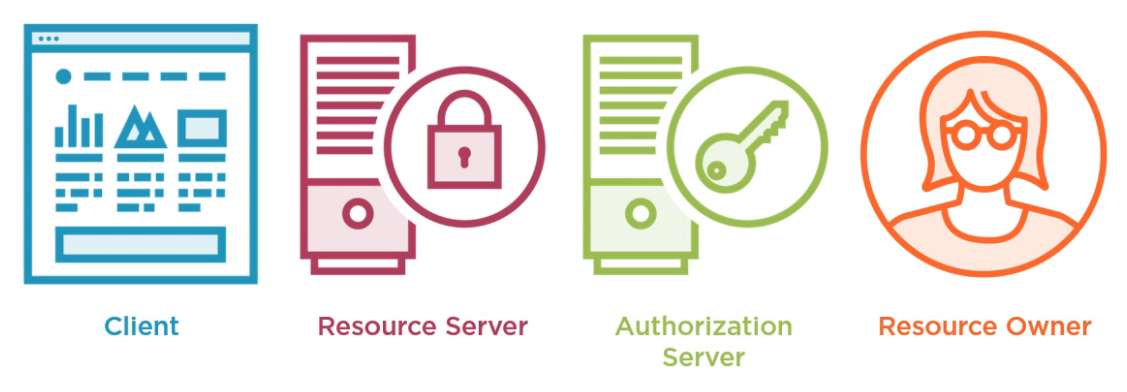 Client
Resource Server
Authorization
Server
Resource Owner